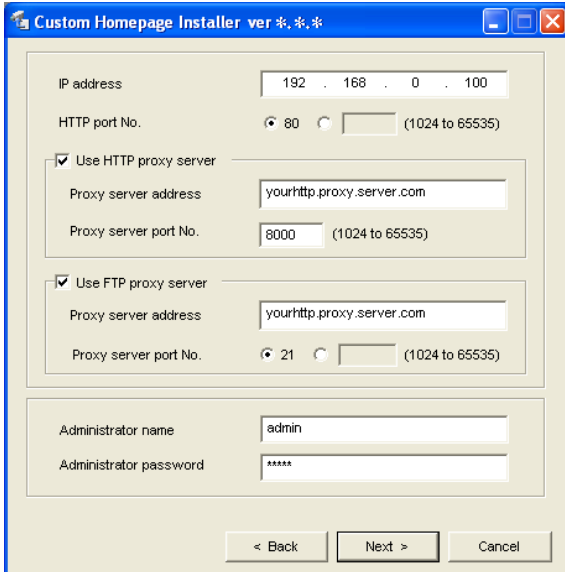 Custom Homepage Installer ver *.*.*
IP address 192 . 168 . 0 . 100
HTTP port No. 80 (1024 to 65535)
Use HTTP proxy server
Proxy server address yourhttp.proxy.server.com
Proxy server port No. 8000 (1024 to 65535)
Use FTP proxy server
Proxy server address yourhttp.proxy.server.com
Proxy server port No. 21 (1024 to 65535)
Administrator name admin
Administrator password *****
< Back Next > Cancel